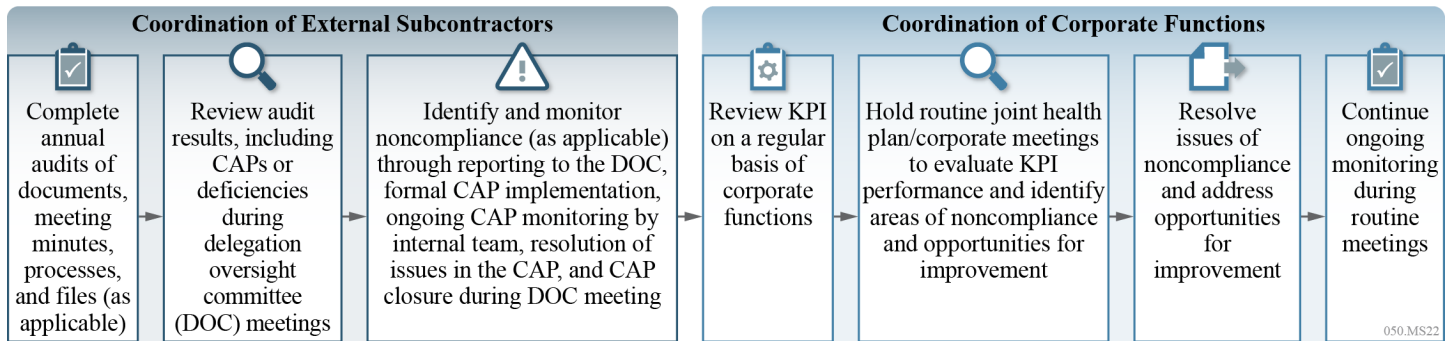 Coordination of External Subcontractors
Complete
annual
audits of
documents,
meeting
minutes,
processes,
and files (as
applicable)
Review audit
results, including
CAPs or
deficiencies
during
delegation
oversight
committee
(DOC) meetings
Identify and monitor
noncompliance (as applicable)
through reporting to the DOC,
formal CAP implementation,
ongoing CAP monitoring by
internal team, resolution of
issues in the CAP, and CAP
closure during DOC meeting
Coordination of Corporate Functions
Review KPI
on a regular
basis of
corporate
functions
Hold routine joint health
plan/corporate meetings
to evaluate KPI
performance and identify
areas of noncompliance
and opportunities for
improvement
Resolve
issues of
noncompliance
and address
opportunities
for
improvement
Continue
ongoing
monitoring
during
routine
meetings
050.MS22